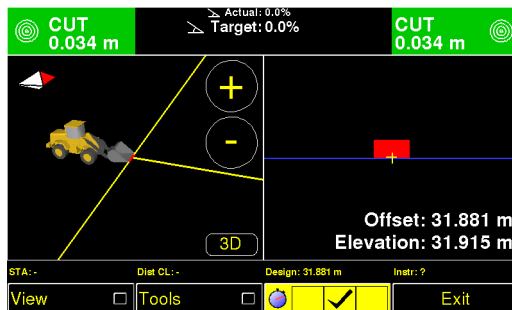 CUT
0.034 m
Actual: 0.0%
Target: 0.0%
CUT
0.034 m
+
-
3D
Offset: 31.881 m
Elevation: 31.915 m
STA: -
Dist CL: -
Design: 31.881 m
Instr: ?
View
Tools
Exit